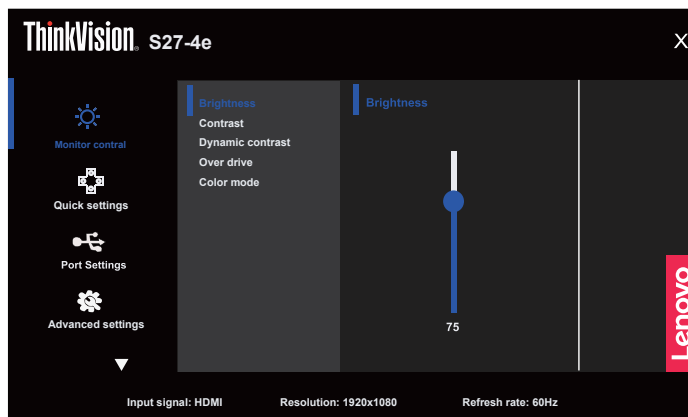 ThinkVision® S27-4e
X
Monitor contral
Quick settings
Port Settings
Advanced settings
Brightness
Contrast
Dynamic contrast
Over drive
Color mode
Brightness
75
Lenovo
Input signal: HDMI Resolution: 1920x1080 Refresh rate: 60Hz